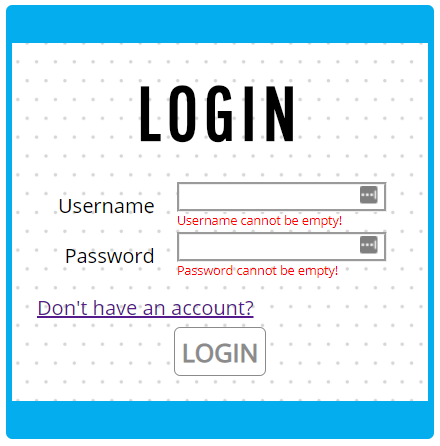 LOGIN
Username
Username cannot be empty!
Password
Password cannot be empty!
Don't have an account?
LOGIN